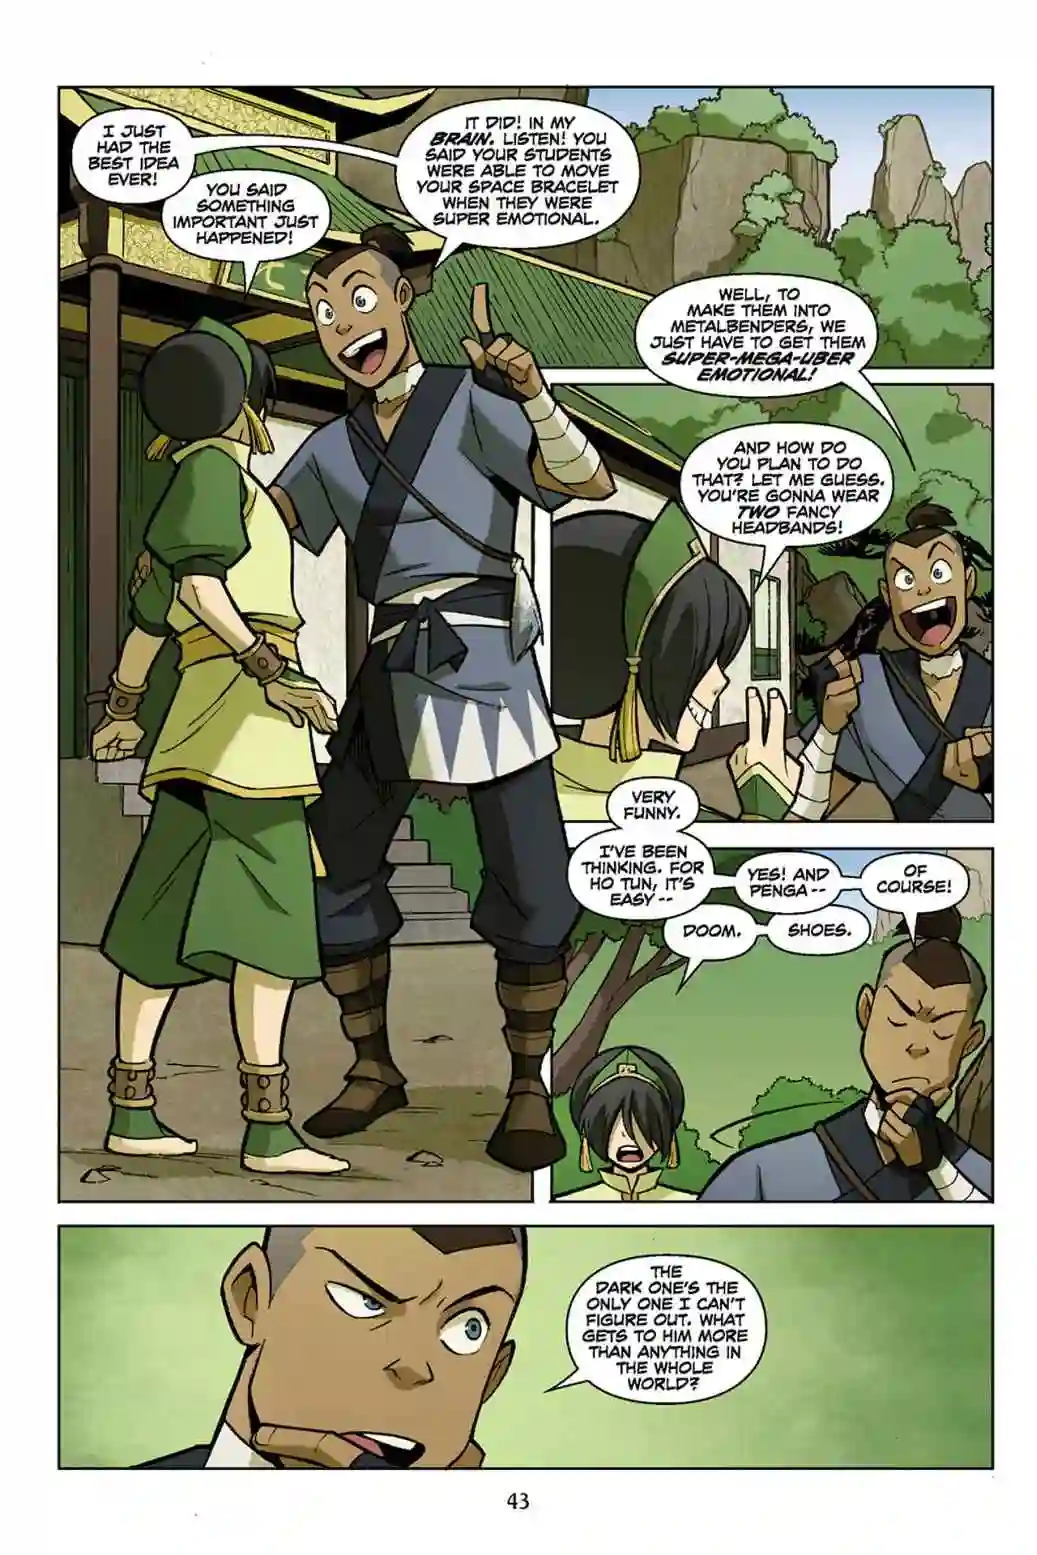 I JUST
HAD THE
BEST IDEA
EVER!
YOU SAID
SOMETHING
IMPORTANT JUST
HAPPENED!
IT DID! IN MY
BRAIN. LISTEN! YOU
SAID YOUR STUDENTS
WERE ABLE TO MOVE
YOUR SPACE BRACELET
WHEN THEY WERE
SUPER EMOTIONAL.
WELL, TO
MAKE THEM INTO
METALBENDERS, WE
JUST HAVE TO GET THEM
SUPER-MEGA-UBER
EMOTIONAL!
AND HOW DO
YOU PLAN TO DO
THAT? LET ME GUESS.
YOU'RE GONNA WEAR
TWO FANCY
HEADBANDS!
VERY
FUNNY.
I'VE BEEN
THINKING. FOR
HO TUN, IT'S
EASY --
DOOM.
YES! AND
PENGA --
SHOES.
OF
COURSE!
THE
DARK ONE'S THE
ONLY ONE I CAN'T
FIGURE OUT. WHAT
GETS TO HIM MORE
THAN ANYTHING IN
THE WHOLE
WORLD?
43